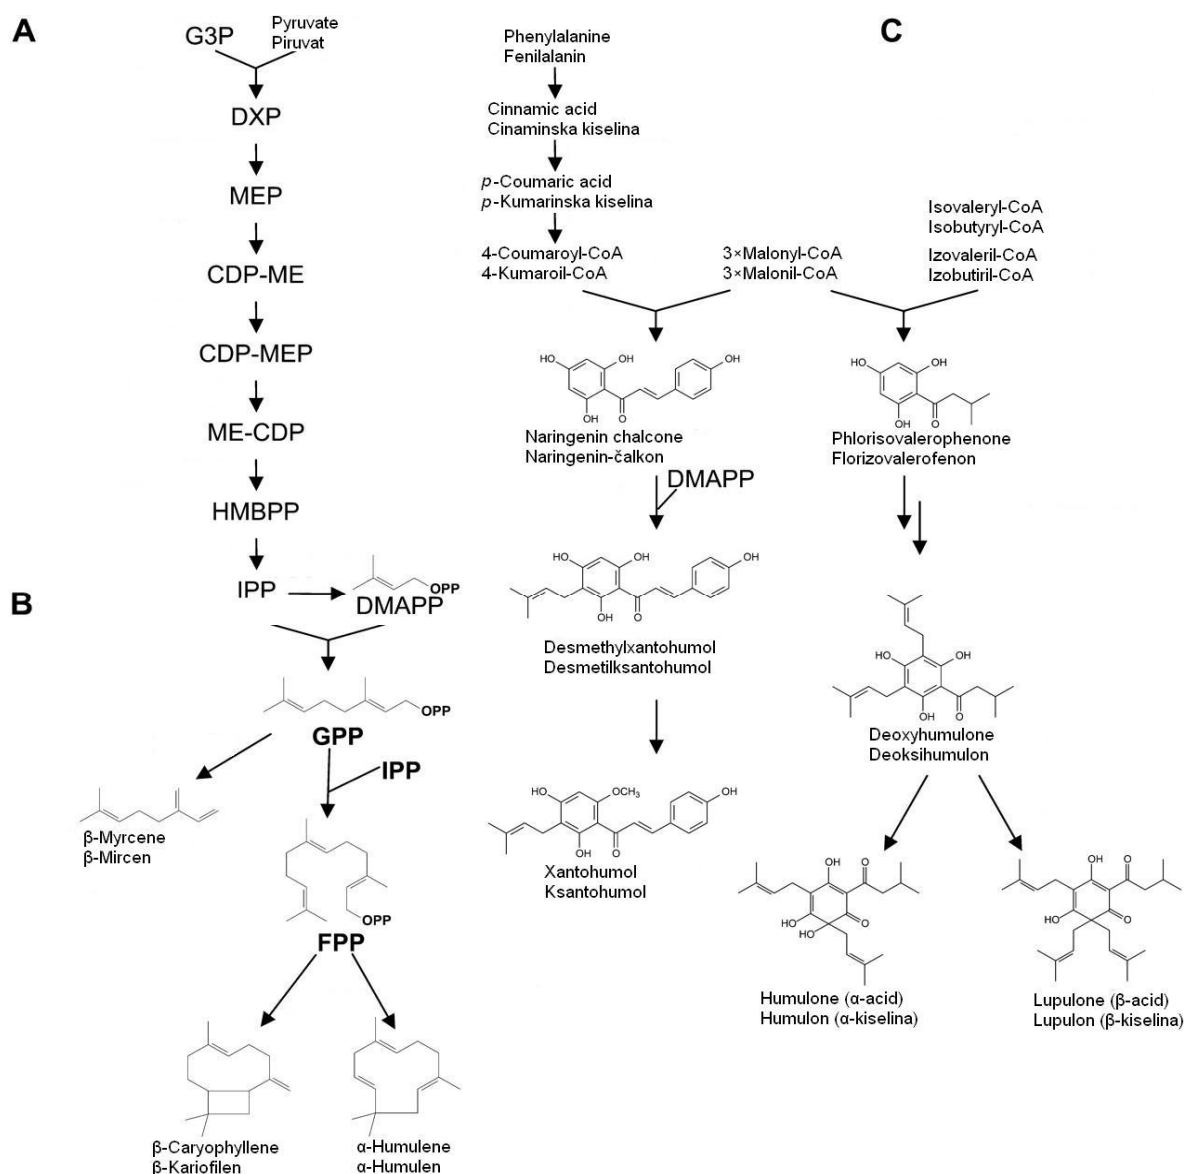 A
G3P
Pyruvate
Piruvat
DXP
MEP
CDP-ME
CDP-MEP
ME-CDP
HMBPP
IPP
OPP
DMAPP
B
OPP
GPP
IPP
β-Myrcene
β-Mircen
OPP
FPP
β-Caryophyllene
β-Kariofilen
α-Humulene
α-Humulen
C
Phenylalanine
Fenilalanin
Cinnamic acid
Cinaminska kiselina
p-Coumaric acid
p-Kumarinska kiselina
4-Coumaroyl-CoA
4-Kumaroil-CoA
3×Malonyl-CoA
3×Malonil-CoA
Isovaleryl-CoA
Isobutyryl-CoA
Izovaleril-CoA
Izobutiril-CoA
HO
OH
OH
OH
O
Naringenin chalcone
Naringenin-čalkon
DMAPP
HO
OH
OH
OH
O
Desmethylxantohumol
Desmetilksantohumol
HO
OCH3
OH
OH
O
Xantohumol
Ksantohumol
HO
OH
OH
O
Phlorisovalerophenone
Florizovalerofenon
HO
OH
OH
O
Deoxyhumulone
Deoksihumulon
OH
O
HO
HO
O
Humulone (α-acid)
Humulon (α-kiselina)
OH
O
HO
O
Lupulone (β-acid)
Lupulon (β-kiselina)